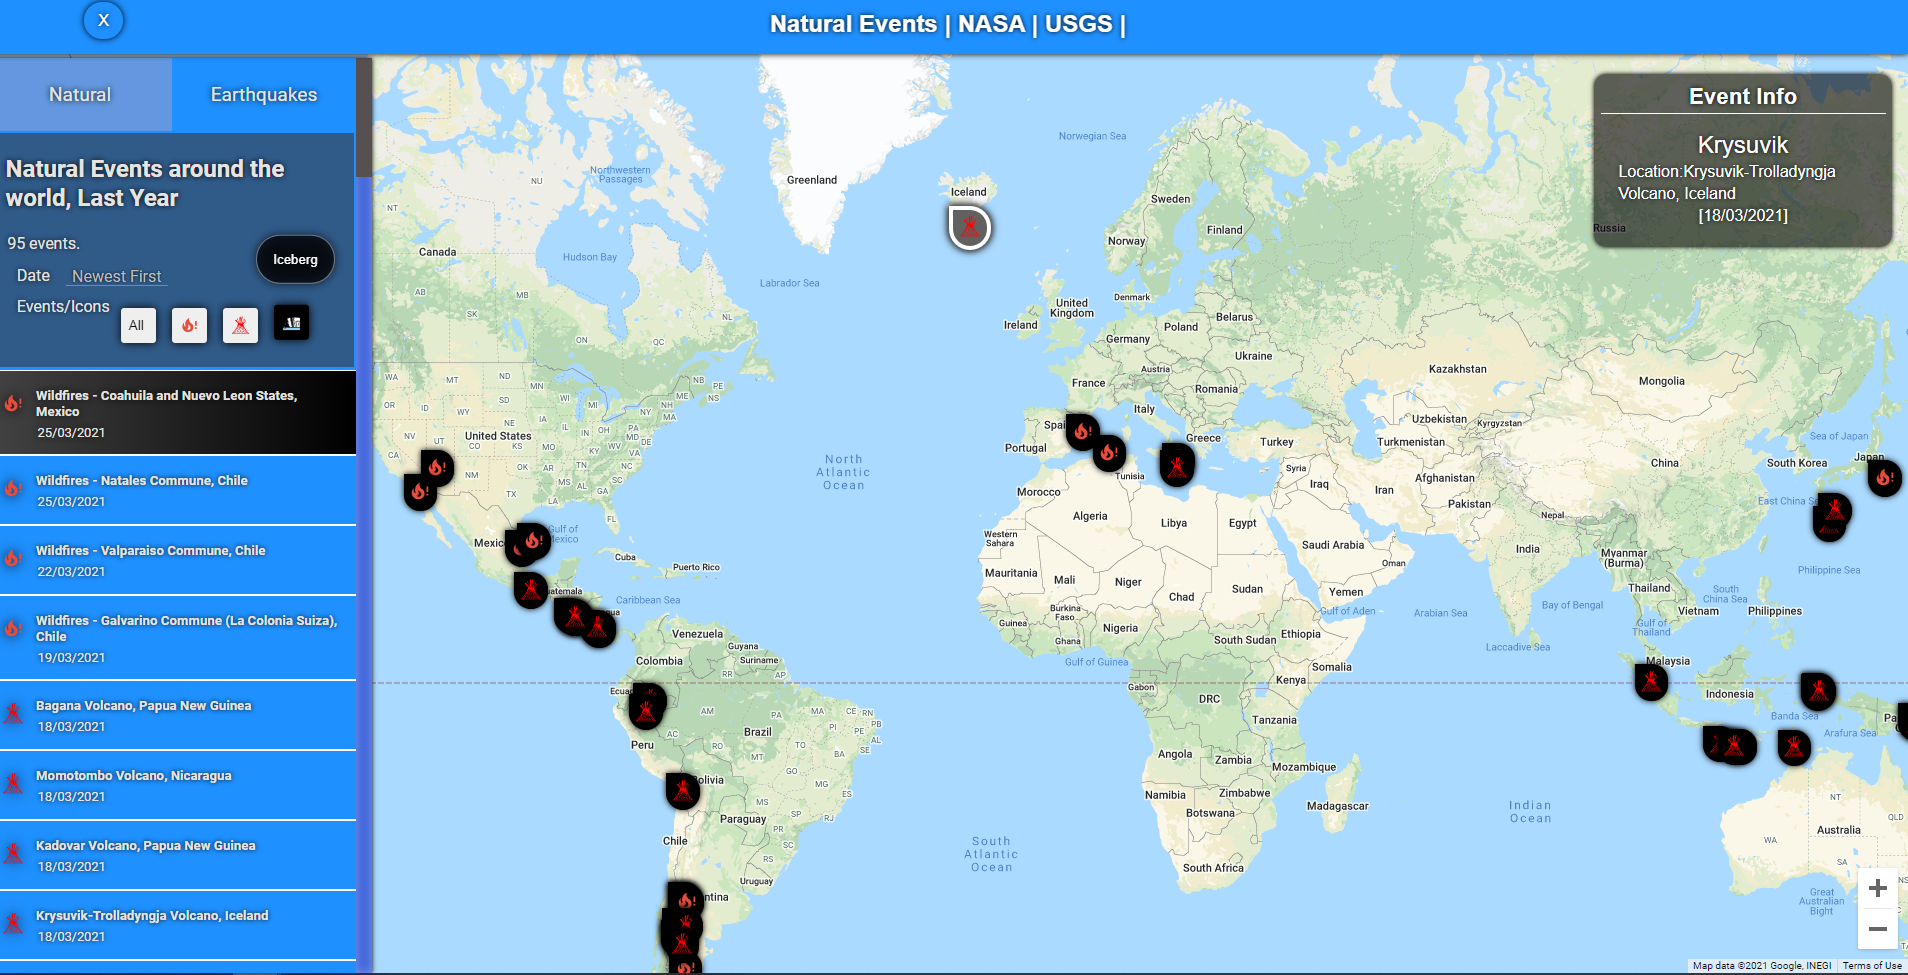 X
Natural Events | NASA | USGS |
Natural
Earthquakes
Natural Events around the
world, Last Year
95 events.
Iceberg
Date
Newest First
Events/Icons
All
Wildfires - Coahuila and Nuevo Leon States,
Mexico
25/03/2021
Wildfires - Natales Commune, Chile
25/03/2021
Wildfires - Valparaiso Commune, Chile
22/03/2021
Wildfires - Galvarino Commune (La Colonia Suiza),
Chile
19/03/2021
Bagana Volcano, Papua New Guinea
18/03/2021
Momotombo Volcano, Nicaragua
18/03/2021
Kadovar Volcano, Papua New Guinea
18/03/2021
Krysuvik-Trolladyngja Volcano, Iceland
18/03/2021
Event Info
Krysuvik
Location:Krysuvik-Trolladyngja
Volcano, Iceland
[18/03/2021]
Russia
Norwegian Sea
Greenland
Iceland
Northwestern
Passages
NU
NT
Sweden
Finland
Norway
Canada
Hudson Bay
Labrador Sea
AB
MB
SK
NL
ON
QC
Denmark
United
Kingdom
Ireland
Belarus
Poland
Germany
Ukraine
Austria
France
Romania
Italy
Kazakhstan
Mongolia
WA
MT
ND
MN
NB
PE
NS
OR
ID
WY
SD
WI
MI
NY
NH
MA
ME
NE
IA
IL
IN
OH
PA
RI
MD
DE
NV
UT
CO
KS
MO
KY
WV
VA
United States
CA
NM
OK
AR
TN
NC
TX
LA
MS
AL
GA
SC
FL
Spai
Portugal
Greece
Turkey
Uzbekistan
Kyrgyzstan
Turkmenistan
Sea of Japan
Japan
South Korea
China
North
Atlantic
Ocean
Tunisia
Syria
Iraq
Iran
Afghanistan
Pakistan
Nepal
East China Se
Morocco
Algeria
Libya
Egypt
Western
Sahara
Saudi Arabia
Oman
India
Myanmar
(Burma)
Gulf of
Mexico
Mexic
Cuba
Puerto Rico
Mauritania
Mali
Niger
Chad
Sudan
Yemen
Gulf of Aden
Arabian Sea
Bay of Bengal
Thailand
Vietnam
South
China Sea
Philippines
Philippine Sea
Gulf of
Thailand
Laccadive Sea
uatemala
gua
Caribbean Sea
Burkina
Faso
Guinea
Ghana
Nigeria
South Sudan
Ethiopia
Somalia
Gulf of Guinea
Venezuela
Guyana
Suriname
Colombia
RR
AP
Ecua
Malaysia
Indonesia
Banda Sea
Pa
Arafura Sea
Gabon
DRC
Kenya
Tanzania
AM
PA
MA
CE
RN
PB
PE
AL
SE
PI
AC
RO
TO
BA
MT
GO
MG
ES
MS
SP
RJ
PR
SC
RS
Peru
Brazil
olivia
Paraguay
Chile
Uruguay
ntina
Angola
Zambia
Mozambique
Namibia
Zimbabwe
Botswana
Madagascar
South Africa
Indian
Ocean
South
Atlantic
Ocean
NT
QLD
WA
Australia
SA
NS
Great
Australian
Bight
Map data ©2021 Google, INEGI
Terms of Use